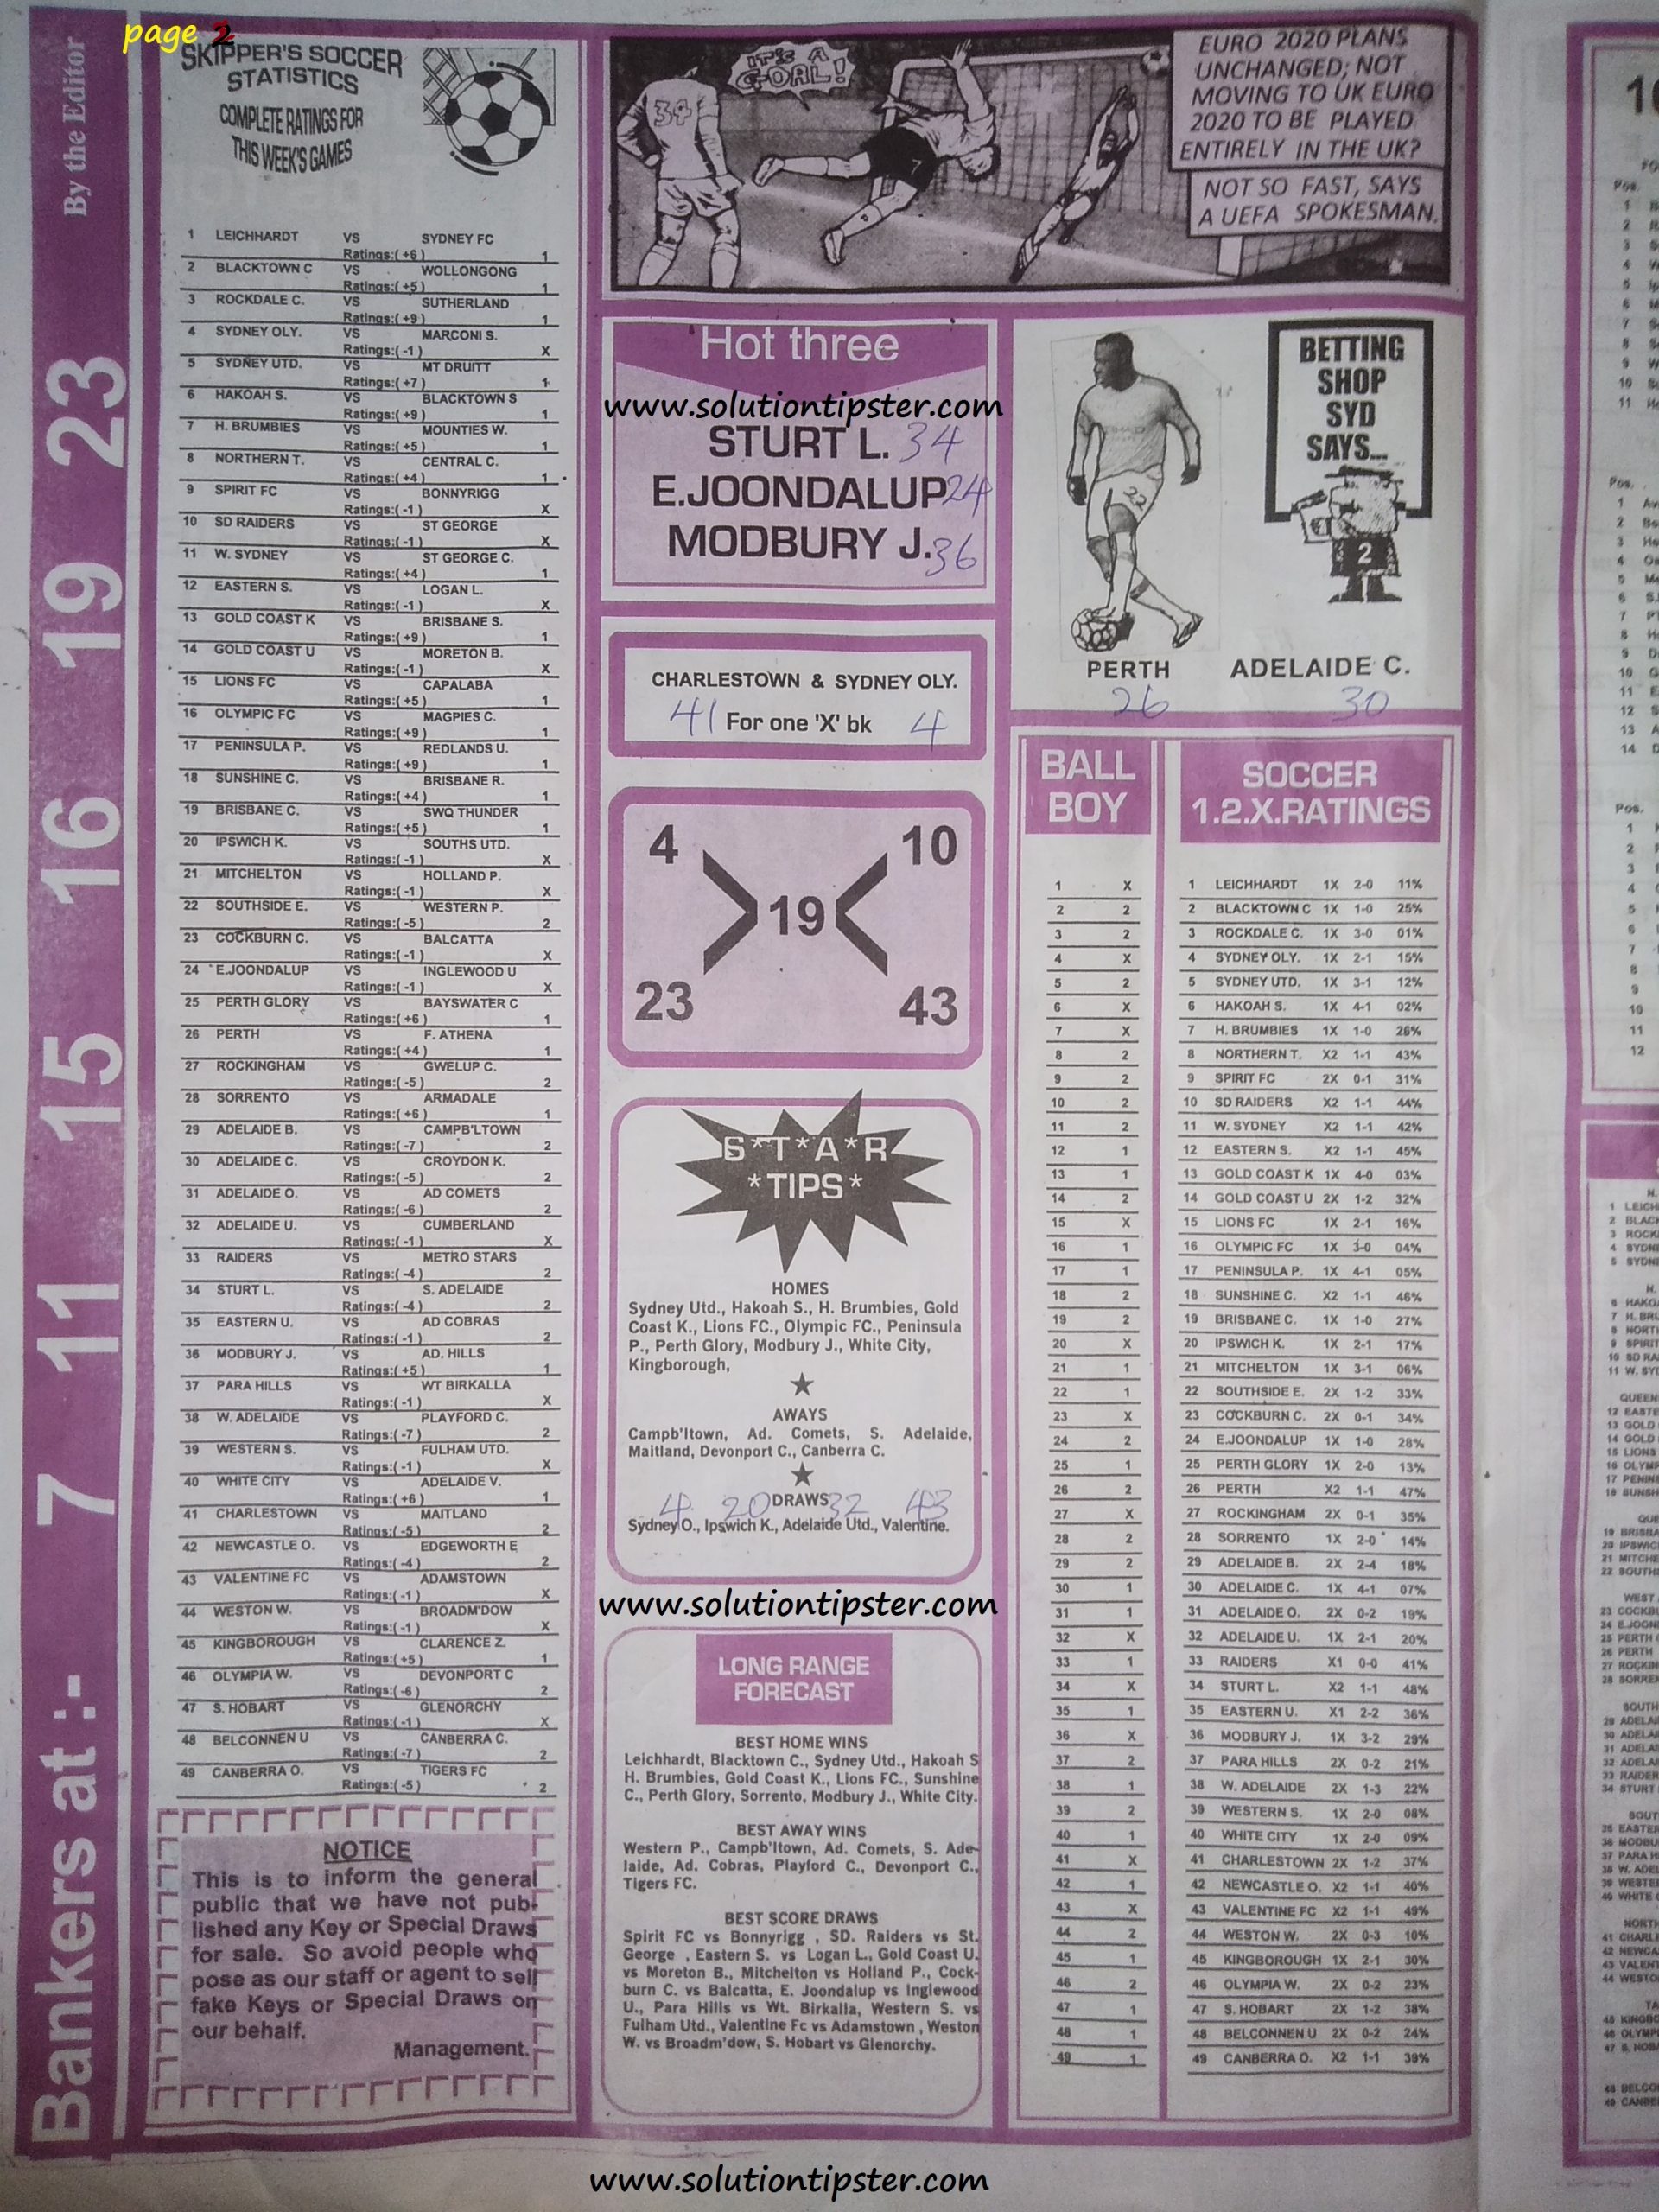 page 2
By the Editor
Bankers at :- 7 11 15 16 19 23
SKIPPER'S SOCCER
STATISTICS
COMPLETE RATINGS FOR
THIS WEEK'S GAMES
1 LEICHHARDT VS SYDNEY FC
Ratings:( +6 ) 1
2 BLACKTOWN C VS WOLLONGONG
Ratings:( +5 ) 1
3 ROCKDALE C. VS SUTHERLAND
Ratings:( +9 ) 1
4 SYDNEY OLY. VS MARCONI S.
Ratings:( -1 ) X
5 SYDNEY UTD. VS MT DRUITT
Ratings:( +7 ) 1
6 HAKOAH S. VS BLACKTOWN S
Ratings:( +9 ) 1
7 H. BRUMBIES VS MOUNTIES W.
Ratings:( +5 ) 1
8 NORTHERN T. VS CENTRAL C.
Ratings:( +4 ) 1
9 SPIRIT FC VS BONNYRIGG
Ratings:( -1 ) X
10 SD RAIDERS VS ST GEORGE
Ratings:( -1 ) X
11 W. SYDNEY VS ST GEORGE C.
Ratings:( +4 ) 1
12 EASTERN S. VS LOGAN L.
Ratings:( -1 ) X
13 GOLD COAST K VS BRISBANE S.
Ratings:( +9 ) 1
14 GOLD COAST U VS MORETON B.
Ratings:( -1 ) X
15 LIONS FC VS CAPALABA
Ratings:( +5 ) 1
16 OLYMPIC FC VS MAGPIES C.
Ratings:( +9 ) 1
17 PENINSULA P. VS REDLANDS U.
Ratings:( +9 ) 1
18 SUNSHINE C. VS BRISBANE R.
Ratings:( +4 ) 1
19 BRISBANE C. VS SWQ THUNDER
Ratings:( +5 ) 1
20 IPSWICH K. VS SOUTHS UTD.
Ratings:( -1 ) X
21 MITCHELTON VS HOLLAND P.
Ratings:( -1 ) X
22 SOUTHSIDE E. VS WESTERN P.
Ratings:( -5 ) 2
23 COCKBURN C. VS BALCATTA
Ratings:( -1 ) X
24 E.JOONDALUP VS INGLEWOOD U
Ratings:( -1 ) X
25 PERTH GLORY VS BAYSWATER C
Ratings:( +6 ) 1
26 PERTH VS F. ATHENA
Ratings:( +4 ) 1
27 ROCKINGHAM VS GWELUP C.
Ratings:( -5 ) 2
28 SORRENTO VS ARMADALE
Ratings:( +6 ) 1
29 ADELAIDE B. VS CAMPB'LTOWN
Ratings:( -7 ) 2
30 ADELAIDE C. VS CROYDON K.
Ratings:( -5 ) 2
31 ADELAIDE O. VS AD COMETS
Ratings:( -6 ) 2
32 ADELAIDE U. VS CUMBERLAND
Ratings:( -1 ) X
33 RAIDERS VS METRO STARS
Ratings:( -4 ) 2
34 STURT L. VS S. ADELAIDE
Ratings:( -4 ) 2
35 EASTERN U. VS AD COBRAS
Ratings:( -1 ) 2
36 MODBURY J. VS AD. HILLS
Ratings:( +5 ) 1
37 PARA HILLS VS WT BIRKALLA
Ratings:( -1 ) X
38 W. ADELAIDE VS PLAYFORD C.
Ratings:( -7 ) 2
39 WESTERN S. VS FULHAM UTD.
Ratings:( -1 ) X
40 WHITE CITY VS ADELAIDE V.
Ratings:( +6 ) 1
41 CHARLESTOWN VS MAITLAND
Ratings:( -5 ) 2
42 NEWCASTLE O. VS EDGEWORTH E
Ratings:( -4 ) 2
43 VALENTINE FC VS ADAMSTOWN
Ratings:( -1 ) X
44 WESTON W. VS BROADM'DOW
Ratings:( -1 ) X
45 KINGBOROUGH VS CLARENCE Z.
Ratings:( +5 ) 1
46 OLYMPIA W. VS DEVONPORT C
Ratings:( -6 ) 2
47 S. HOBART VS GLENORCHY
Ratings:( -1 ) X
48 BELCONNEN U VS CANBERRA C.
Ratings:( -7 ) 2
49 CANBERRA O. VS TIGERS FC
Ratings:( -5 ) 2
NOTICE
This is to inform the general
public that we have not pub-
lished any Key or Special Draws
for sale. So avoid people who
pose as our staff or agent to sell
fake Keys or Special Draws on
our behalf.
Management.
IT'S A
GOAL!
34
7
EURO 2020 PLANS
UNCHANGED; NOT
MOVING TO UK EURO
2020 TO BE PLAYED
ENTIRELY IN THE UK?
NOT SO FAST, SAYS
A UEFA SPOKESMAN.
Hot three
www.solutiontipster.com
STURT L. 34
E.JOONDALUP 24
MODBURY J. 36
CHARLESTOWN & SYDNEY OLY.
41 For one 'X' bk 4
4 10
19
23 43
6*T*A*R
*TIPS*
HOMES
Sydney Utd., Hakoah S., H. Brumbies, Gold
Coast K., Lions FC., Olympic FC., Peninsula
P., Perth Glory, Modbury J., White City,
Kingborough,
AWAYS
Campb'ltown, Ad. Comets, S. Adelaide,
Maitland, Devonport C., Canberra C.
4 20 DRAWS 32 43
Sydney O., Ipswich K., Adelaide Utd., Valentine.
www.solutiontipster.com
LONG RANGE
FORECAST
BEST HOME WINS
Leichhardt, Blacktown C., Sydney Utd., Hakoah S
H. Brumbies, Gold Coast K., Lions FC., Sunshine
C., Perth Glory, Sorrento, Modbury J., White City.
BEST AWAY WINS
Western P., Campb'ltown, Ad. Comets, S. Ade-
laide, Ad. Cobras, Playford C., Devonport C.,
Tigers FC.
BEST SCORE DRAWS
Spirit FC vs Bonnyrigg , SD. Raiders vs St.
George , Eastern S. vs Logan L., Gold Coast U.
vs Moreton B., Mitchelton vs Holland P., Cock-
burn C. vs Balcatta, E. Joondalup vs Inglewood
U., Para Hills vs Wt. Birkalla, Western S. vs
Fulham Utd., Valentine Fc vs Adamstown , Weston
W. vs Broadm'dow, S. Hobart vs Glenorchy.
22
BETTING
SHOP
SYD
SAYS...
2
PERTH ADELAIDE C.
26 30
BALL
BOY
1 X
2 2
3 2
4 X
5 2
6 X
7 X
8 2
9 2
10 2
11 2
12 1
13 1
14 2
15 X
16 1
17 1
18 2
19 2
20 X
21 1
22 1
23 X
24 2
25 1
26 2
27 X
28 2
29 2
30 1
31 1
32 X
33 1
34 X
35 1
36 X
37 2
38 1
39 2
40 1
41 X
42 1
43 X
44 2
45 1
46 2
47 1
48 1
49 1
SOCCER
1.2.X.RATINGS
1 LEICHHARDT 1X 2-0 11%
2 BLACKTOWN C 1X 1-0 25%
3 ROCKDALE C. 1X 3-0 01%
4 SYDNEY OLY. 1X 2-1 15%
5 SYDNEY UTD. 1X 3-1 12%
6 HAKOAH S. 1X 4-1 02%
7 H. BRUMBIES 1X 1-0 26%
8 NORTHERN T. X2 1-1 43%
9 SPIRIT FC 2X 0-1 31%
10 SD RAIDERS X2 1-1 44%
11 W. SYDNEY X2 1-1 42%
12 EASTERN S. X2 1-1 45%
13 GOLD COAST K 1X 4-0 03%
14 GOLD COAST U 2X 1-2 32%
15 LIONS FC 1X 2-1 16%
16 OLYMPIC FC 1X 3-0 04%
17 PENINSULA P. 1X 4-1 05%
18 SUNSHINE C. X2 1-1 46%
19 BRISBANE C. 1X 1-0 27%
20 IPSWICH K. 1X 2-1 17%
21 MITCHELTON 1X 3-1 06%
22 SOUTHSIDE E. 2X 1-2 33%
23 COCKBURN C. 2X 0-1 34%
24 E.JOONDALUP 1X 1-0 28%
25 PERTH GLORY 1X 2-0 13%
26 PERTH X2 1-1 47%
27 ROCKINGHAM 2X 0-1 35%
28 SORRENTO 1X 2-0 14%
29 ADELAIDE B. 2X 2-4 18%
30 ADELAIDE C. 1X 4-1 07%
31 ADELAIDE O. 2X 0-2 19%
32 ADELAIDE U. 1X 2-1 20%
33 RAIDERS X1 0-0 41%
34 STURT L. X2 1-1 48%
35 EASTERN U. X1 2-2 36%
36 MODBURY J. 1X 3-2 29%
37 PARA HILLS 2X 0-2 21%
38 W. ADELAIDE 2X 1-3 22%
39 WESTERN S. 1X 2-0 08%
40 WHITE CITY 1X 2-0 09%
41 CHARLESTOWN 2X 1-2 37%
42 NEWCASTLE O. X2 1-1 40%
43 VALENTINE FC X2 1-1 49%
44 WESTON W. 2X 0-3 10%
45 KINGBOROUGH 1X 2-1 30%
46 OLYMPIA W. 2X 0-2 23%
47 S. HOBART 2X 1-2 38%
48 BELCONNEN U 2X 0-2 24%
49 CANBERRA O. X2 1-1 39%
www.solutiontipster.com